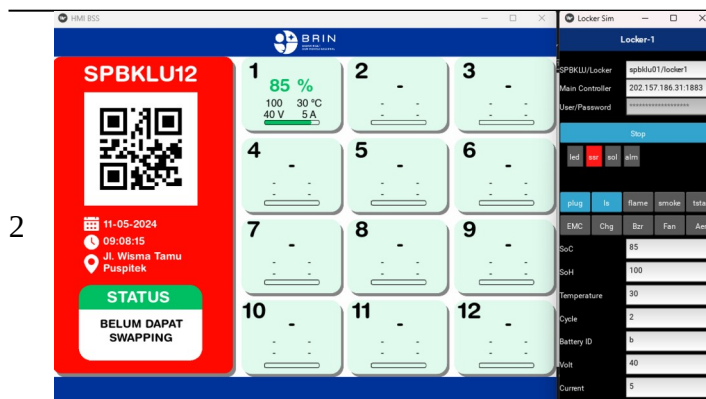 2
HMI BSS
BRIN
SPBKLU12
11-05-2024
09:08:15
Jl. Wisma Tamu
Puspitek
STATUS
BELUM DAPAT
SWAPPING
1
85 %
100 30 °C
40 V 5 A
2
-
- -
- -
3
-
- -
- -
4
-
- -
- -
5
-
- -
- -
6
-
- -
- -
7
-
- -
- -
8
-
- -
- -
9
-
- -
- -
10
-
- -
- -
11
-
- -
- -
12
-
- -
- -
Locker Sim
Locker-1
SPBKLU/Locker spbklu01/locker1
Main Controller 202.157.186.31:1883
User/Password ******************
Stop
led ssr sol alm
plug ls flame smoke tsta
EMC Chg Bzr Fan Aer
SoC 85
SoH 100
Temperature 30
Cycle 2
Battery ID b
Volt 40
Current 5